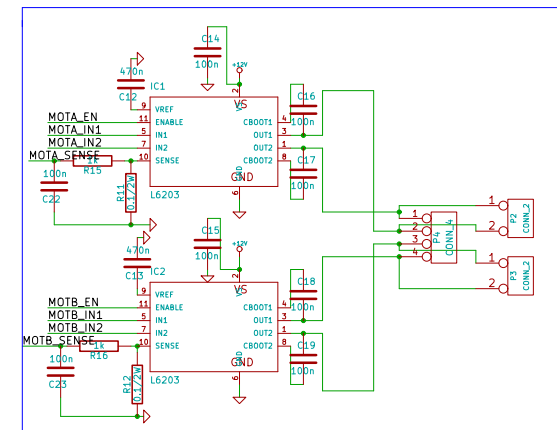 C14
100n
+12V
470n
C12
IC1
VS
2
9
VREF
MOTA_EN
11
ENABLE
MOTA_IN1
5
IN1
MOTA_IN2
7
IN2
MOTA_SENSE
10
SENSE
1k
R15
CBOOT1
4
OUT1
3
OUT2
1
CBOOT2
8
GND
6
L6203
C16
100n
C17
100n
100n
C22
R11
0.1/2W
C15
100n
+12V
470n
C13
IC2
VS
2
9
VREF
MOTB_EN
11
ENABLE
MOTB_IN1
5
IN1
MOTB_IN2
7
IN2
MOTB_SENSE
10
SENSE
1k
R16
CBOOT1
4
OUT1
3
OUT2
1
CBOOT2
8
GND
6
L6203
C18
100n
C19
100n
100n
C23
R12
0.1/2W
1
2
3
4
P4
CONN_4
1
2
P2
CONN_2
1
2
P3
CONN_2